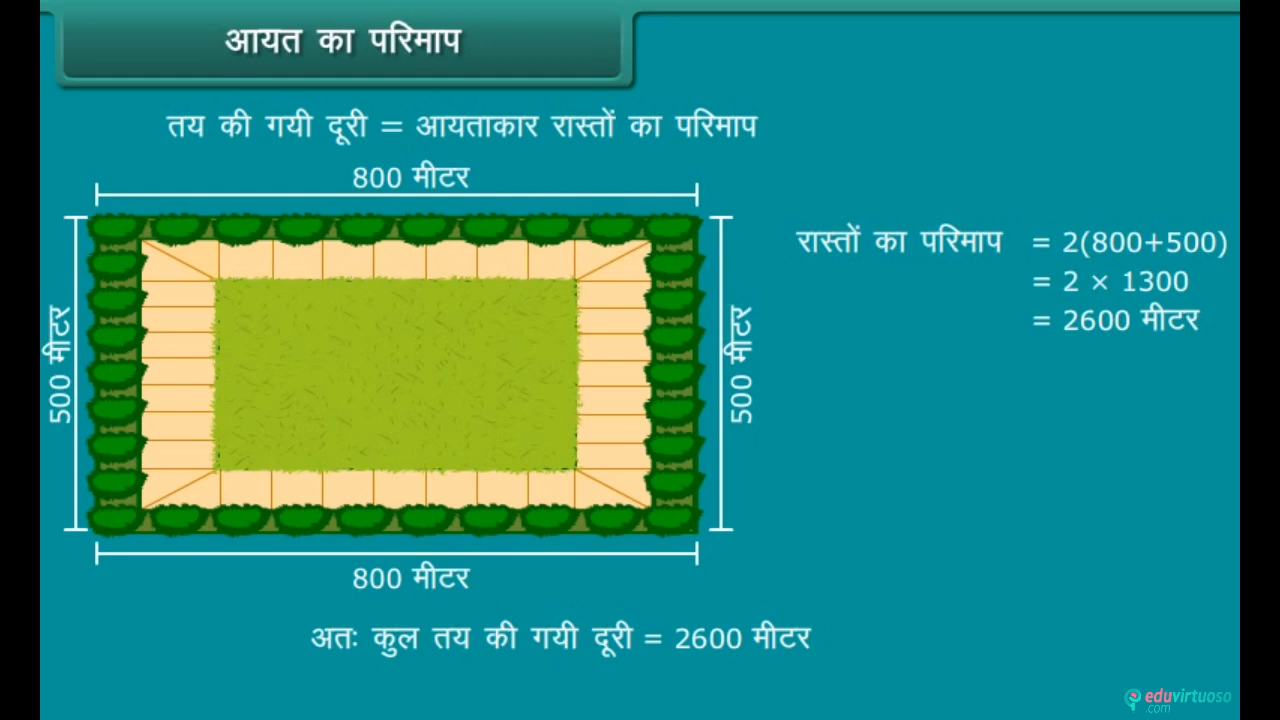 आयत का परिमाप
तय की गयी दूरी = आयताकार रास्तों का परिमाप
800 मीटर
500 मीटर
500 मीटर
रास्तों का परिमाप = 2(800+500)
= 2 × 1300
= 2600 मीटर
800 मीटर
अतः कुल तय की गयी दूरी = 2600 मीटर
eduvirtuoso
.com